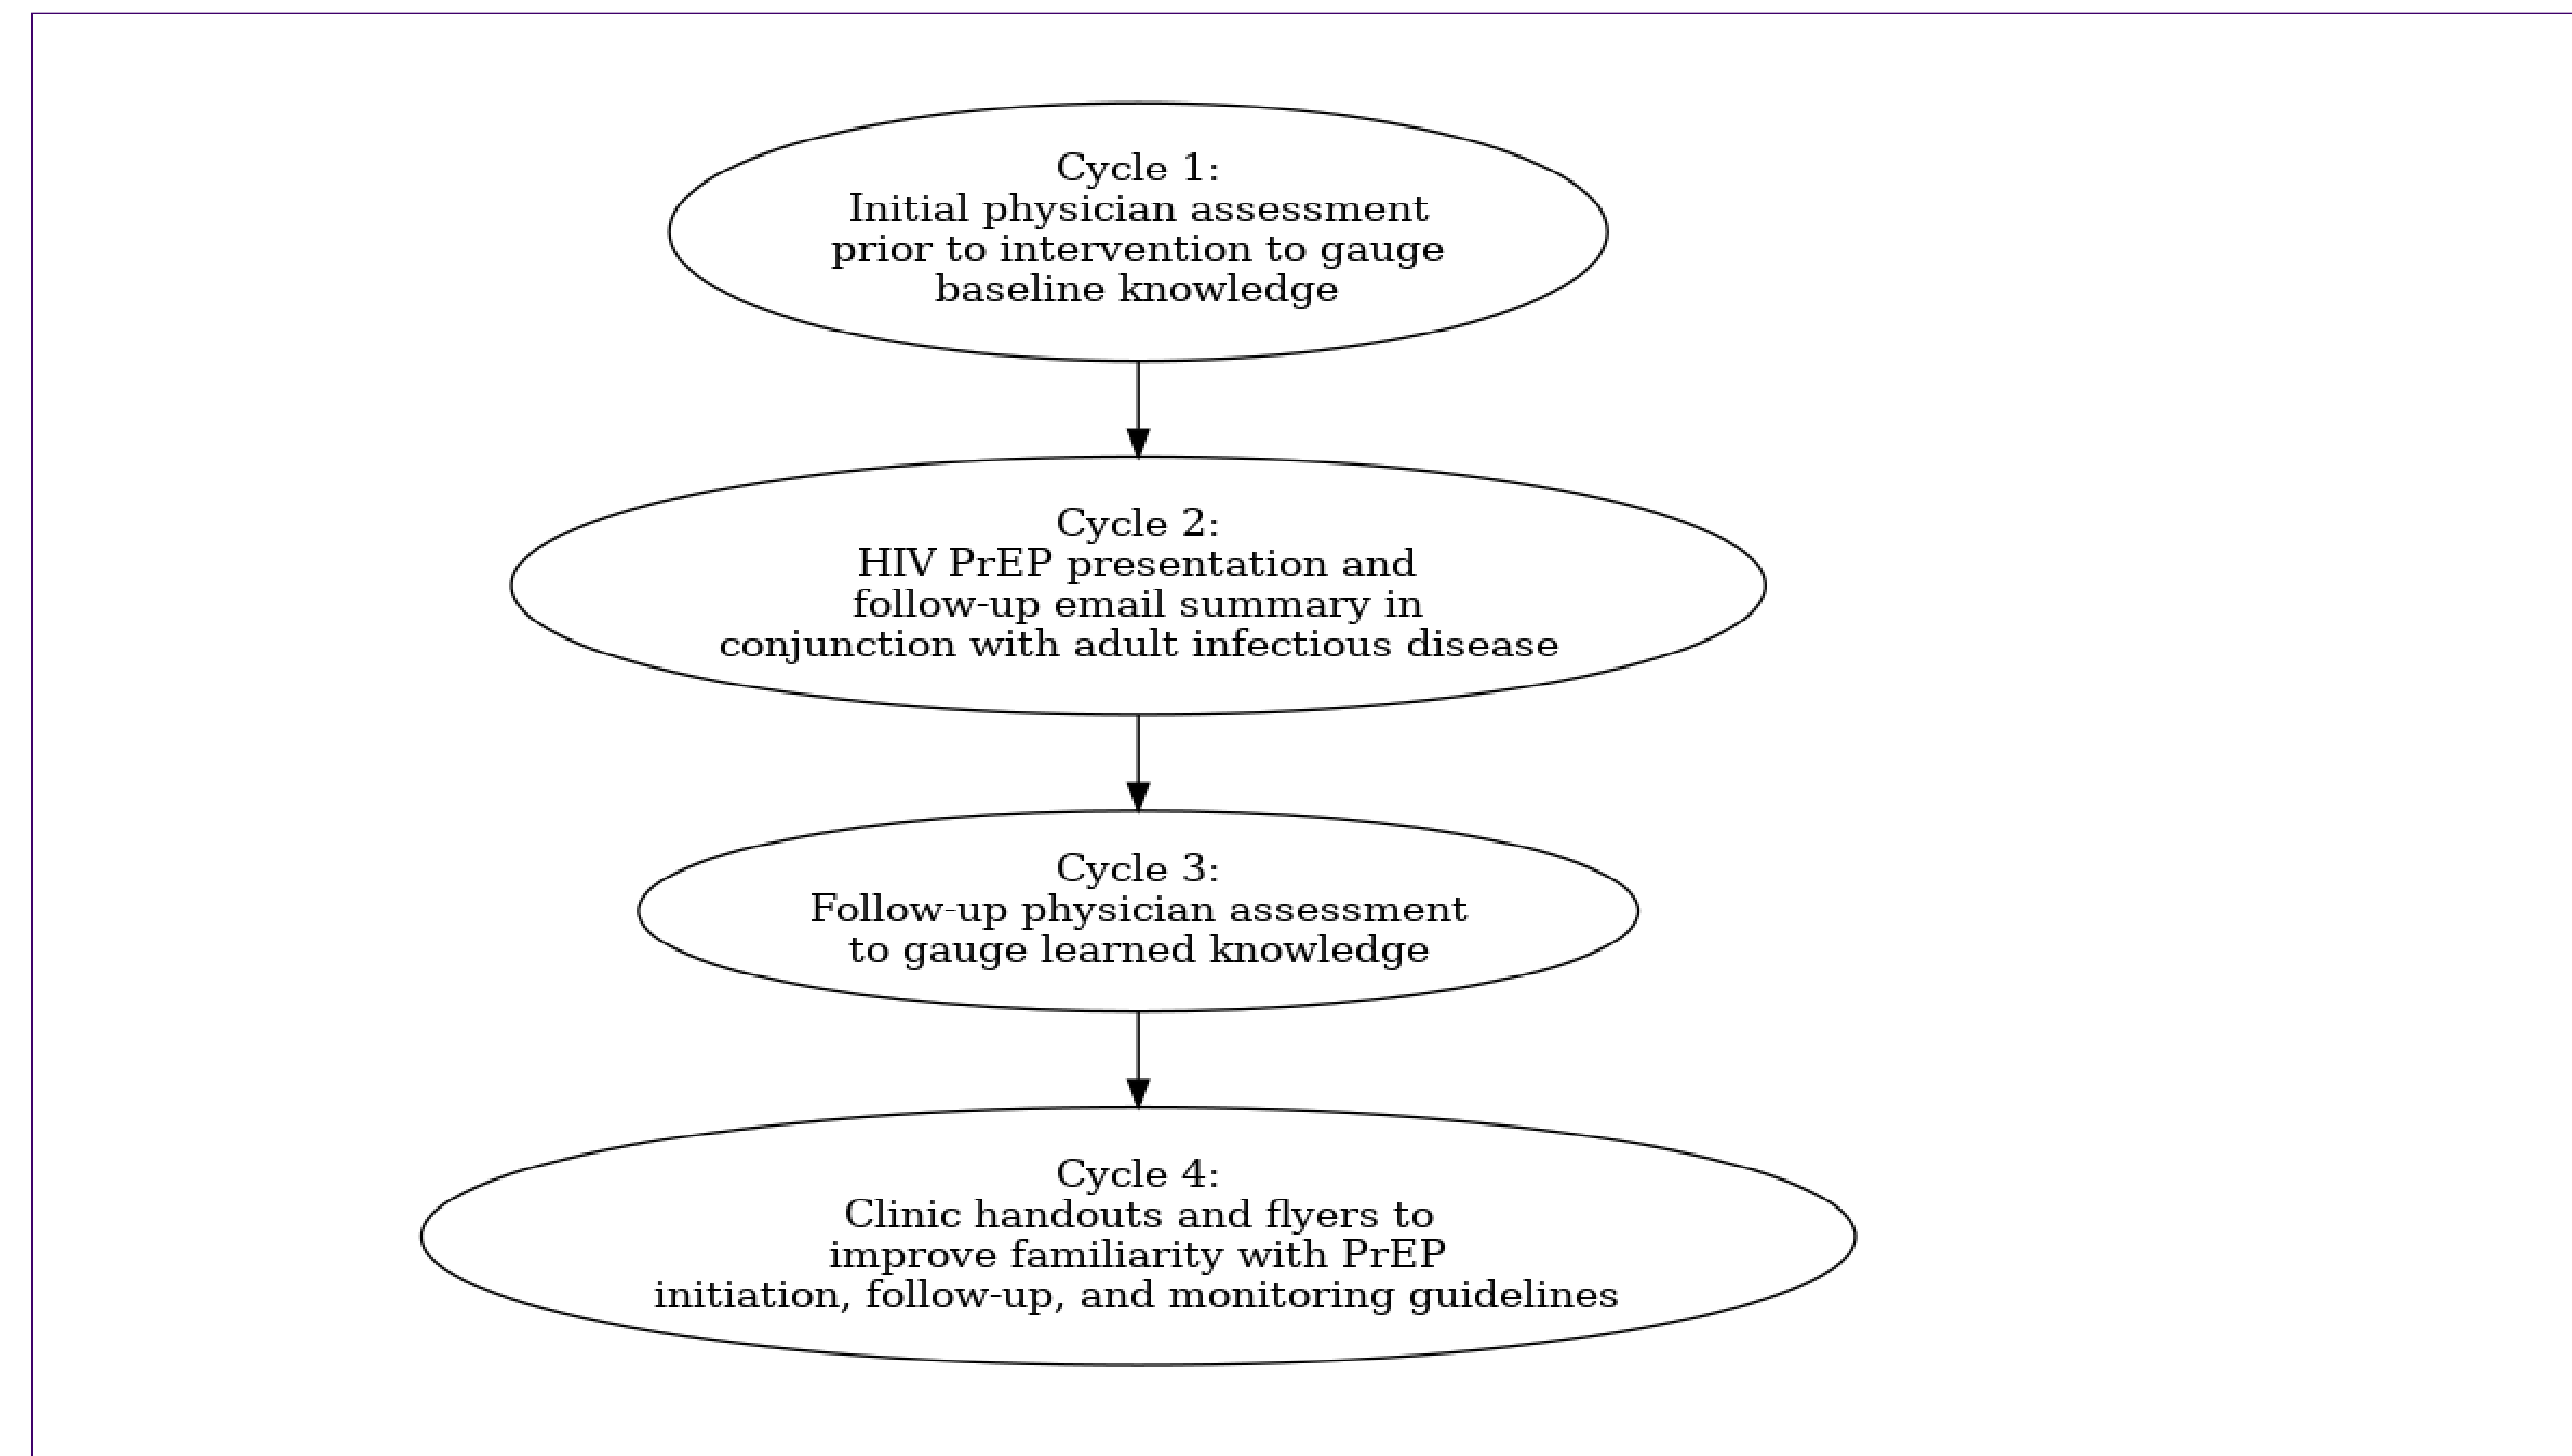 Cycle 1:
Initial physician assessment
prior to intervention to gauge
baseline knowledge
Cycle 2:
HIV PrEP presentation and
follow-up email summary in
conjunction with adult infectious disease
Cycle 3:
Follow-up physician assessment
to gauge learned knowledge
Cycle 4:
Clinic handouts and flyers to
improve familiarity with PrEP
initiation, follow-up, and monitoring guidelines